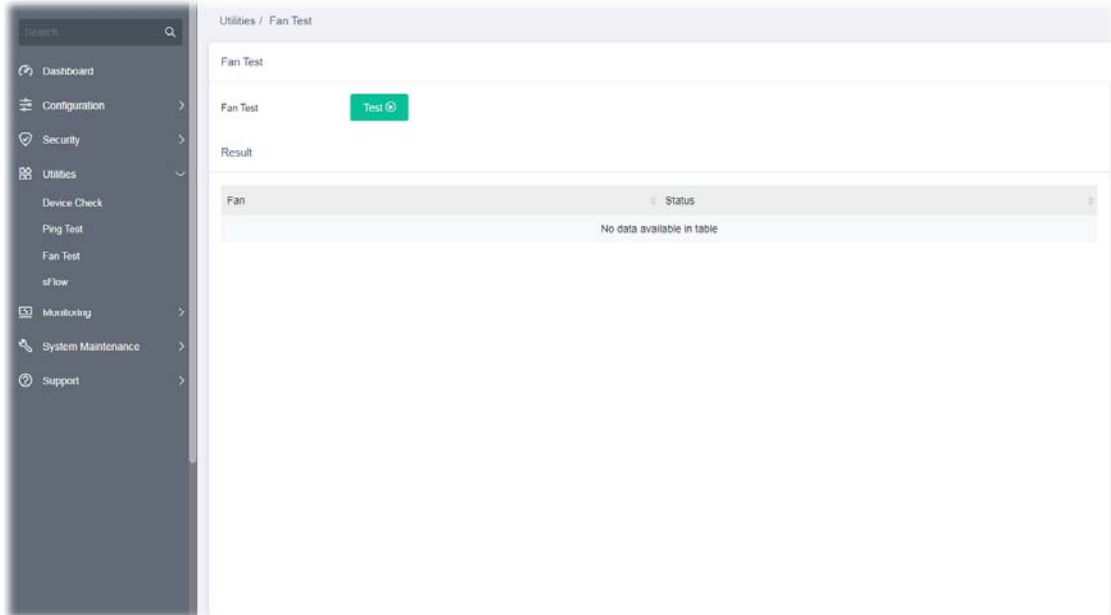 Search
Dashboard
Configuration
Security
Utilities
Device Check
Ping Test
Fan Test
sFlow
Monitoring
System Maintenance
Support
Utilities / Fan Test
Fan Test
Fan Test Test
Result
Fan Status
No data available in table